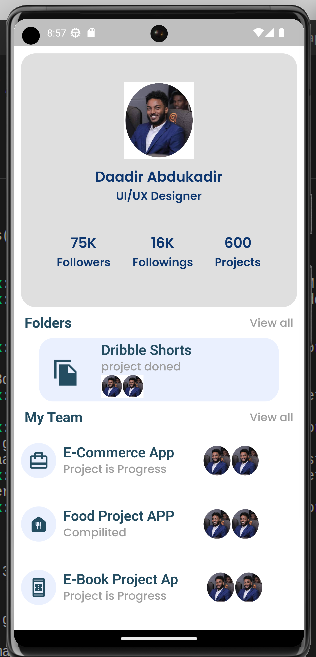 8:57
Daadir Abdukadir
UI/UX Designer
75K 16K 600
Followers Followings Projects
Folders View all
Dribble Shorts
project doned
My Team View all
E-Commerce App
Project is Progress
Food Project APP
Compilited
E-Book Project Ap
Project is Progress